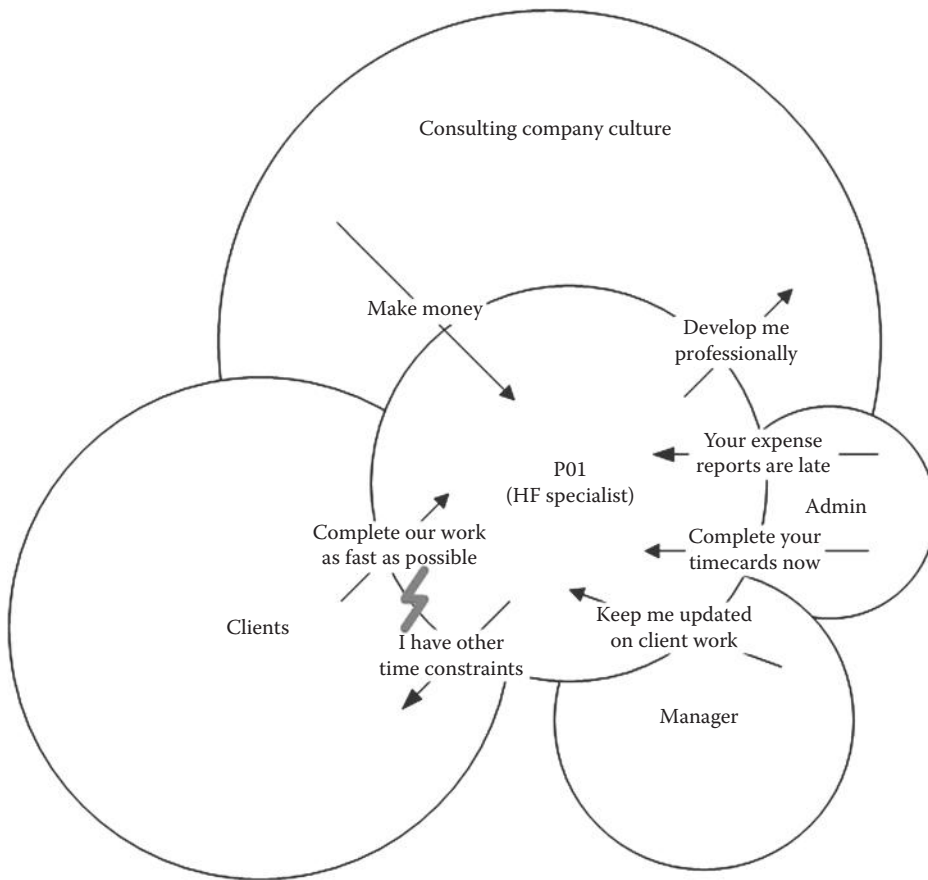 Consulting company culture
Make money
Develop me
professionally
Your expense
reports are late
P01
(HF specialist)
Admin
Complete our work
as fast as possible
Complete your
timecards now
Clients
Keep me updated
on client work
I have other
time constraints
Manager